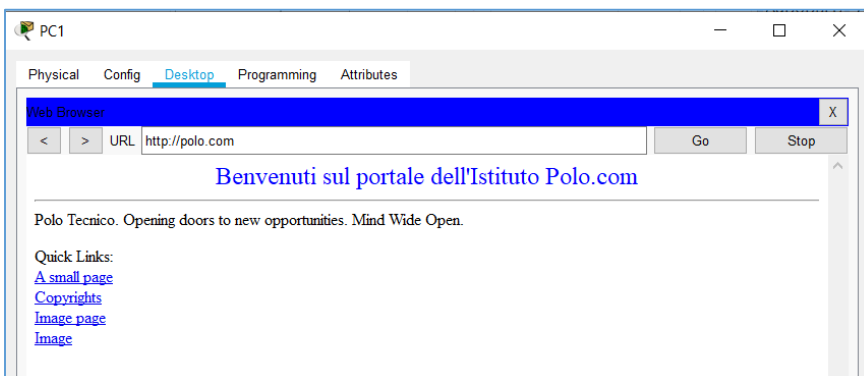 PC1
Physical Config Desktop Programming Attributes
Web Browser
X
< > URL http://polo.com Go Stop
Benvenuti sul portale dell'Istituto Polo.com
Polo Tecnico. Opening doors to new opportunities. Mind Wide Open.
Quick Links:
A small page
Copyrights
Image page
Image